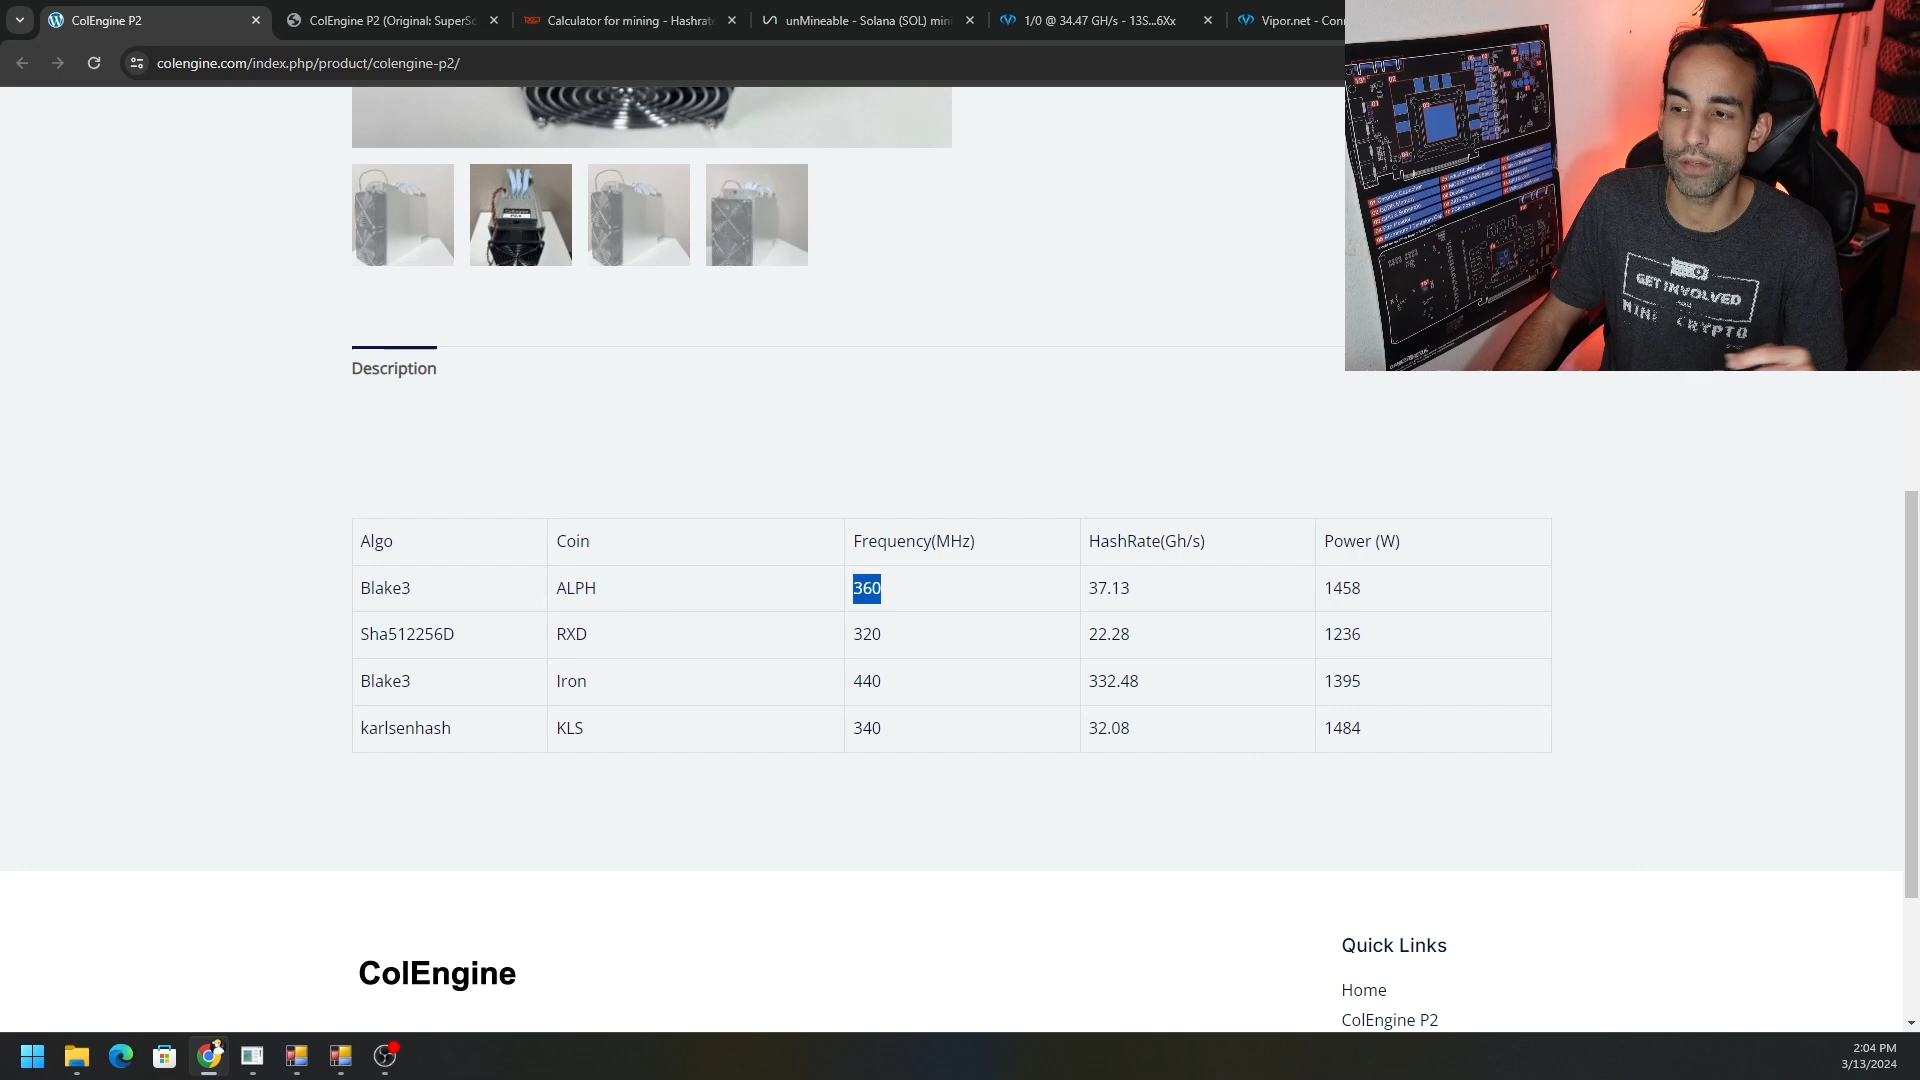 ColEngine P2
ColEngine P2 (Original: SuperSc
Calculator for mining - Hashrate
unMineable - Solana (SOL) mini
1/0 @ 34.47 GH/s - 13S...6Xx
Vipor.net - Conn
colengine.com/index.php/product/colengine-p2/
GET INVOLVED
MINE CRYPTO
Description
Algo Coin Frequency(MHz) HashRate(Gh/s) Power (W)
Blake3 ALPH 360 37.13 1458
Sha512256D RXD 320 22.28 1236
Blake3 Iron 440 332.48 1395
karlsenhash KLS 340 32.08 1484
ColEngine
Quick Links
Home
ColEngine P2
2:04 PM
3/13/2024